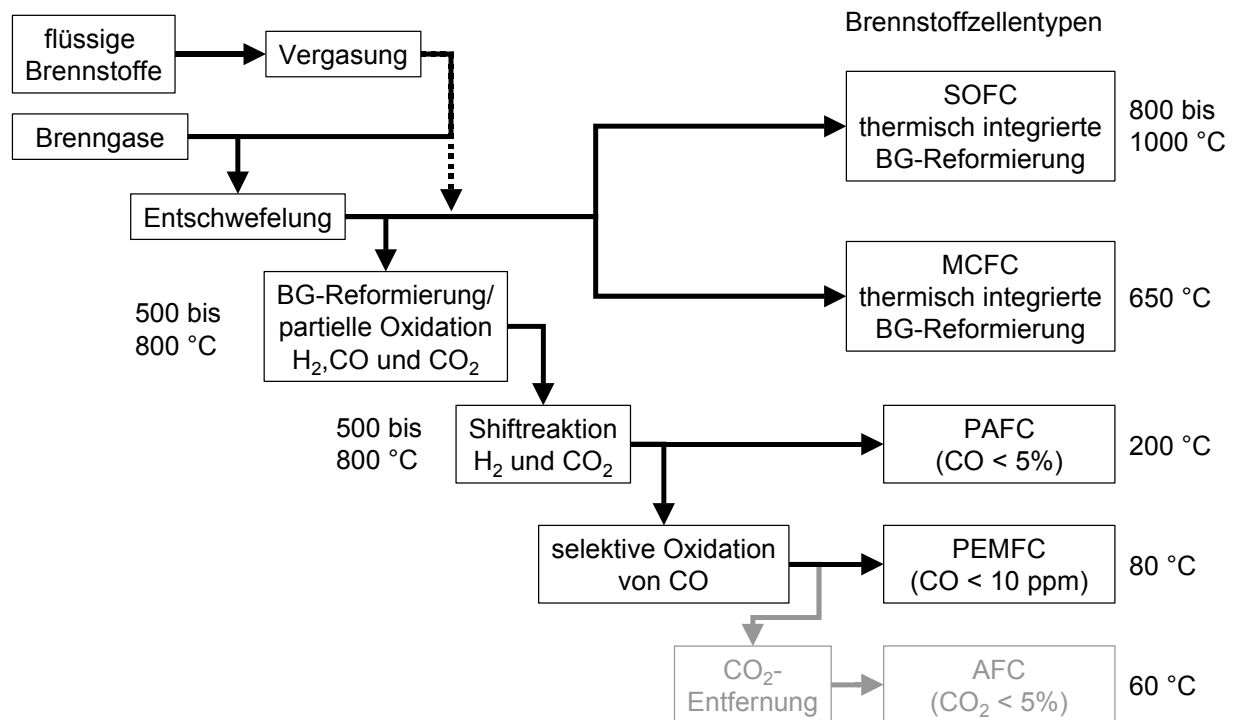 Brennstoffzellentypen
flüssige
Brennstoffe
Vergasung
Brenngase
Entschwefelung
SOFC
thermisch integrierte
BG-Reformierung
800 bis
1000 °C
MCFC
thermisch integrierte
BG-Reformierung
650 °C
500 bis
800 °C
BG-Reformierung/
partielle Oxidation
H₂,CO und CO₂
500 bis
800 °C
Shiftreaktion
H₂ und CO₂
PAFC
(CO < 5%)
200 °C
selektive Oxidation
von CO
PEMFC
(CO < 10 ppm)
80 °C
CO₂-
Entfernung
AFC
(CO₂ < 5%)
60 °C